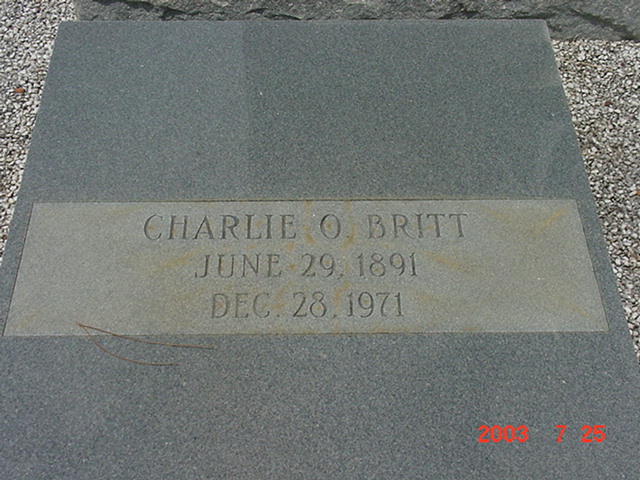 CHARLIE O. BRITT
JUNE 29, 1891
DEC. 28, 1971
2003 7 25